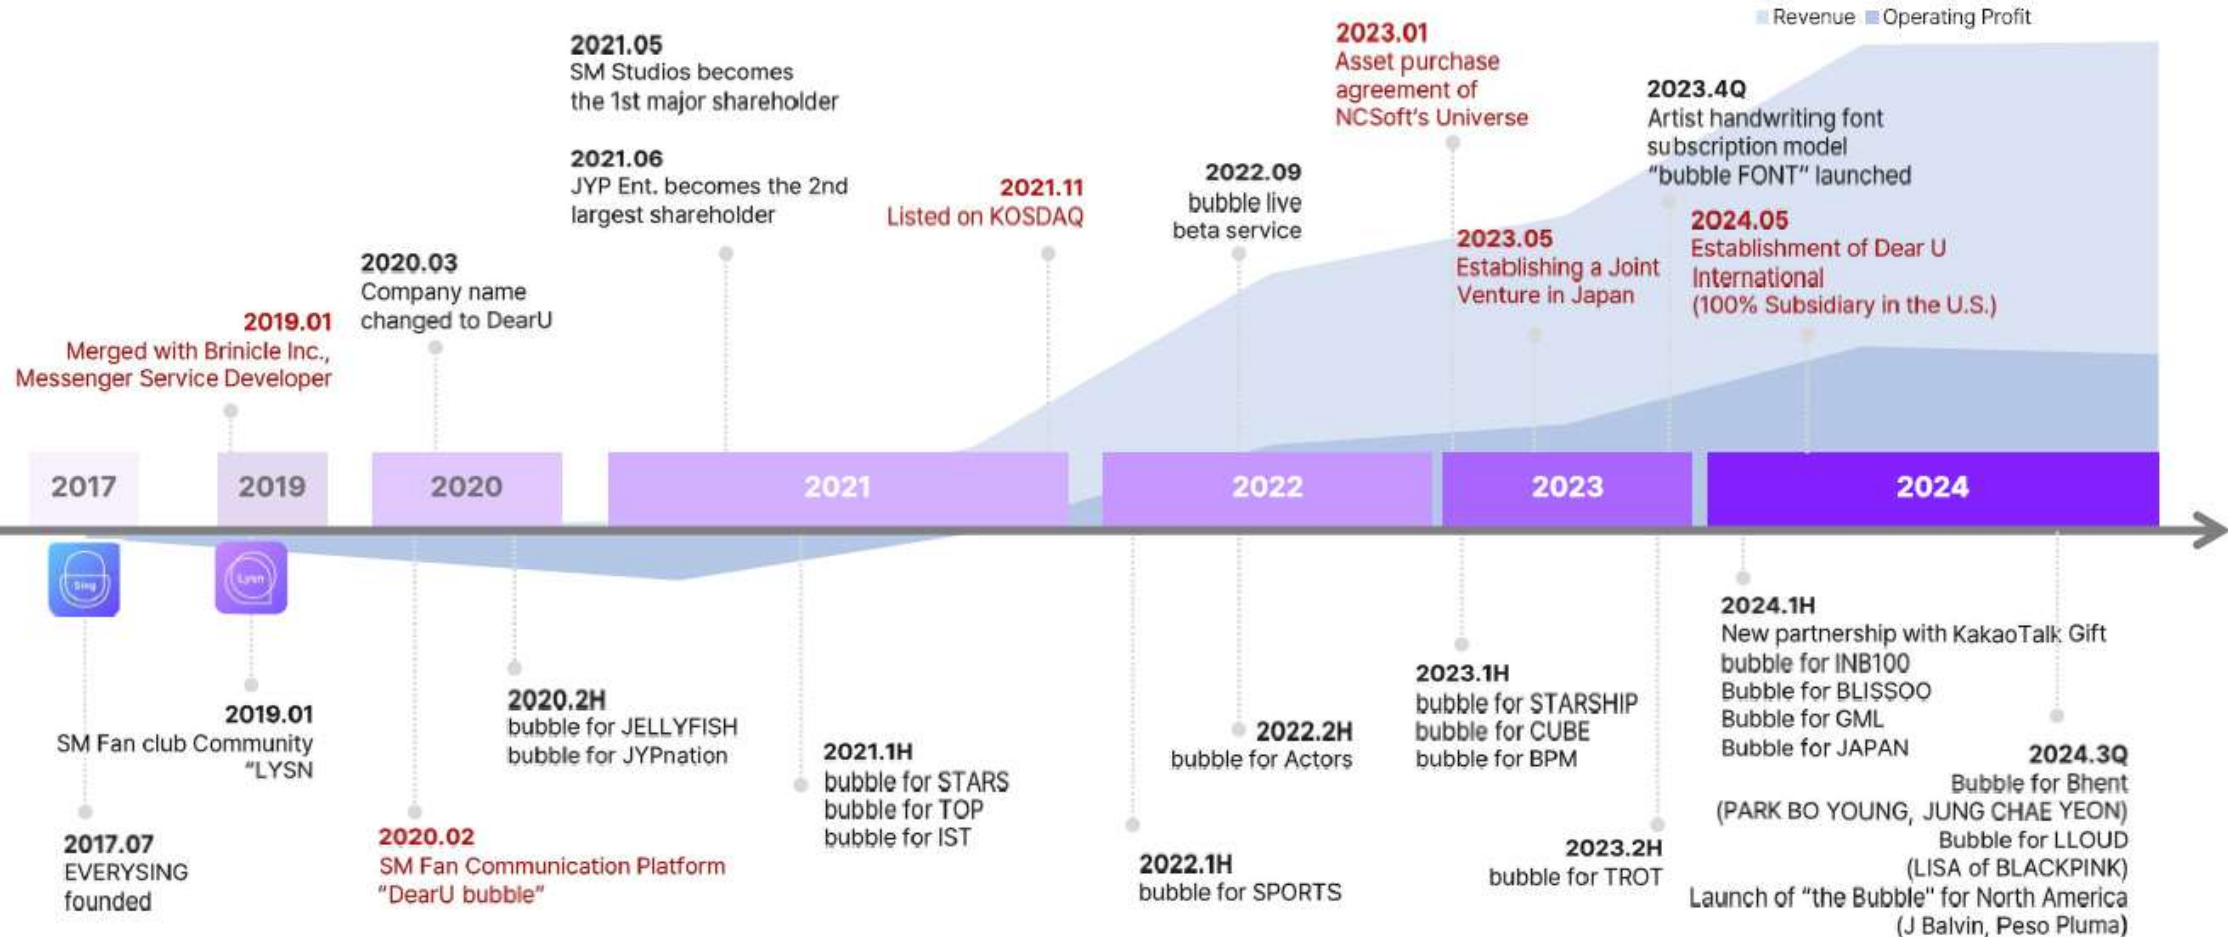 Revenue Operating Profit
2021.05
SM Studios becomes
the 1st major shareholder
2021.06
JYP Ent. becomes the 2nd
largest shareholder
2023.01
Asset purchase
agreement of
NCSoft's Universe
2023.4Q
Artist handwriting font
subscription model
"bubble FONT" launched
2021.11
Listed on KOSDAQ
2022.09
bubble live
beta service
2023.05
Establishing a Joint
Venture in Japan
2024.05
Establishment of Dear U
International
(100% Subsidiary in the U.S.)
2020.03
Company name
changed to DearU
2019.01
Merged with Brinicle Inc.,
Messenger Service Developer
2017
2019
2020
2021
2022
2023
2024
Sing
Lysn
2017.07
EVERYSING
founded
2019.01
SM Fan club Community
"LYSN
2020.02
SM Fan Communication Platform
"DearU bubble"
2020.2H
bubble for JELLYFISH
bubble for JYPnation
2021.1H
bubble for STARS
bubble for TOP
bubble for IST
2022.1H
bubble for SPORTS
2022.2H
bubble for Actors
2023.1H
bubble for STARSHIP
bubble for CUBE
bubble for BPM
2023.2H
bubble for TROT
2024.1H
New partnership with KakaoTalk Gift
bubble for INB100
Bubble for BLISSOO
Bubble for GML
Bubble for JAPAN
2024.3Q
Bubble for Bhent
(PARK BO YOUNG, JUNG CHAE YEON)
Bubble for LLOUD
(LISA of BLACKPINK)
Launch of "the Bubble" for North America
(J Balvin, Peso Pluma)